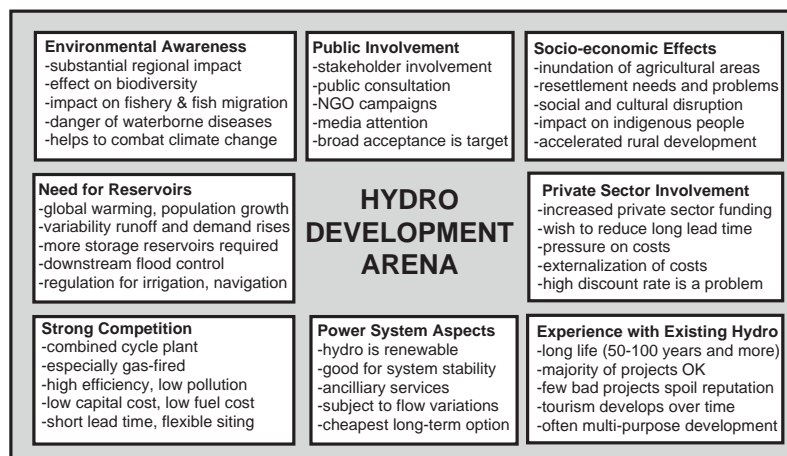 Environmental Awareness
-substantial regional impact
-effect on biodiversity
-impact on fishery & fish migration
-danger of waterborne diseases
-helps to combat climate change
Public Involvement
-stakeholder involvement
-public consultation
-NGO campaigns
-media attention
-broad acceptance is target
Socio-economic Effects
-inundation of agricultural areas
-resettlement needs and problems
-social and cultural disruption
-impact on indigenous people
-accelerated rural development
Need for Reservoirs
-global warming, population growth
-variability runoff and demand rises
-more storage reservoirs required
-downstream flood control
-regulation for irrigation, navigation
HYDRO
DEVELOPMENT
ARENA
Private Sector Involvement
-increased private sector funding
-wish to reduce long lead time
-pressure on costs
-externalization of costs
-high discount rate is a problem
Strong Competition
-combined cycle plant
-especially gas-fired
-high efficiency, low pollution
-low capital cost, low fuel cost
-short lead time, flexible siting
Power System Aspects
-hydro is renewable
-good for system stability
-ancilliary services
-subject to flow variations
-cheapest long-term option
Experience with Existing Hydro
-long life (50-100 years and more)
-majority of projects OK
-few bad projects spoil reputation
-tourism develops over time
-often multi-purpose development